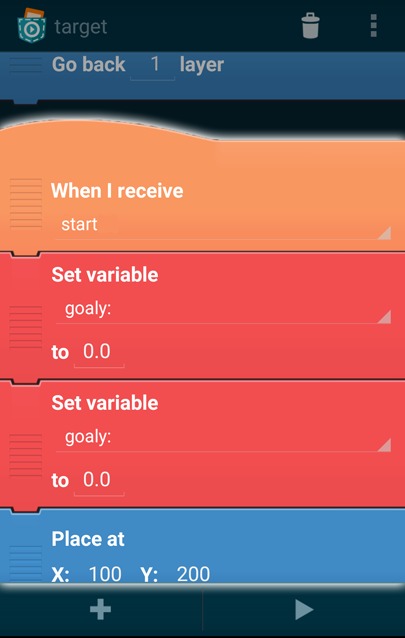 target
Go back 1 layer
When I receive
start
Set variable
goaly:
to 0.0
Set variable
goaly:
to 0.0
Place at
X: 100 Y: 200